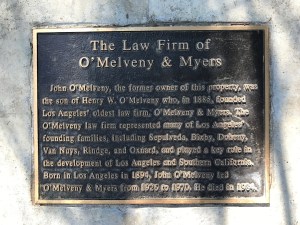 The Law Firm of
O'Melveny & Myers
John O'Melveny, the former owner of this property, was
the son of Henry W. O'Melveny who, in 1885, founded
Los Angeles' oldest law firm, O'Melveny & Myers. The
O'Melveny law firm represented many of Los Angeles'
founding families, including Sepulveda, Bixby, Doheny,
Van Nuys, Rindge, and Oxnard, and played a key role in
the development of Los Angeles and Southern California.
Born in Los Angeles in 1894, John O'Melveny led
O'Melveny & Myers from 1925 to 1970. He died in 1984.